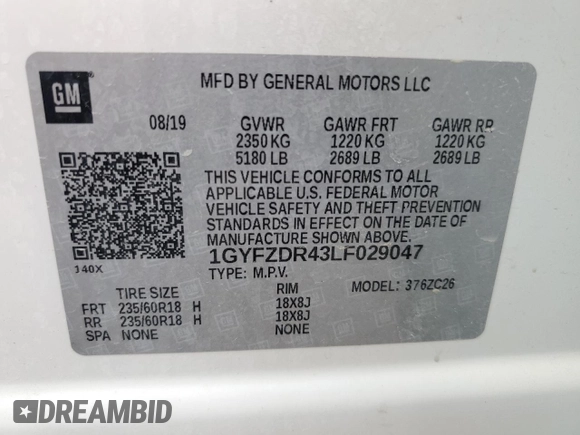 GM
MFD BY GENERAL MOTORS LLC
08/19 GVWR GAWR FRT GAWR RR
2350 KG 1220 KG 1220 KG
5180 LB 2689 LB 2689 LB
THIS VEHICLE CONFORMS TO ALL
APPLICABLE U.S. FEDERAL MOTOR
VEHICLE SAFETY AND THEFT PREVENTION
STANDARDS IN EFFECT ON THE DATE OF
MANUFACTURE SHOWN ABOVE.
140X
1GYFZDR43LF029047
TYPE: M.P.V. MODEL: 376ZC26
TIRE SIZE RIM
FRT 235/60R18 H 18X8J
RR 235/60R18 H 18X8J
SPA NONE NONE
DREAMBID